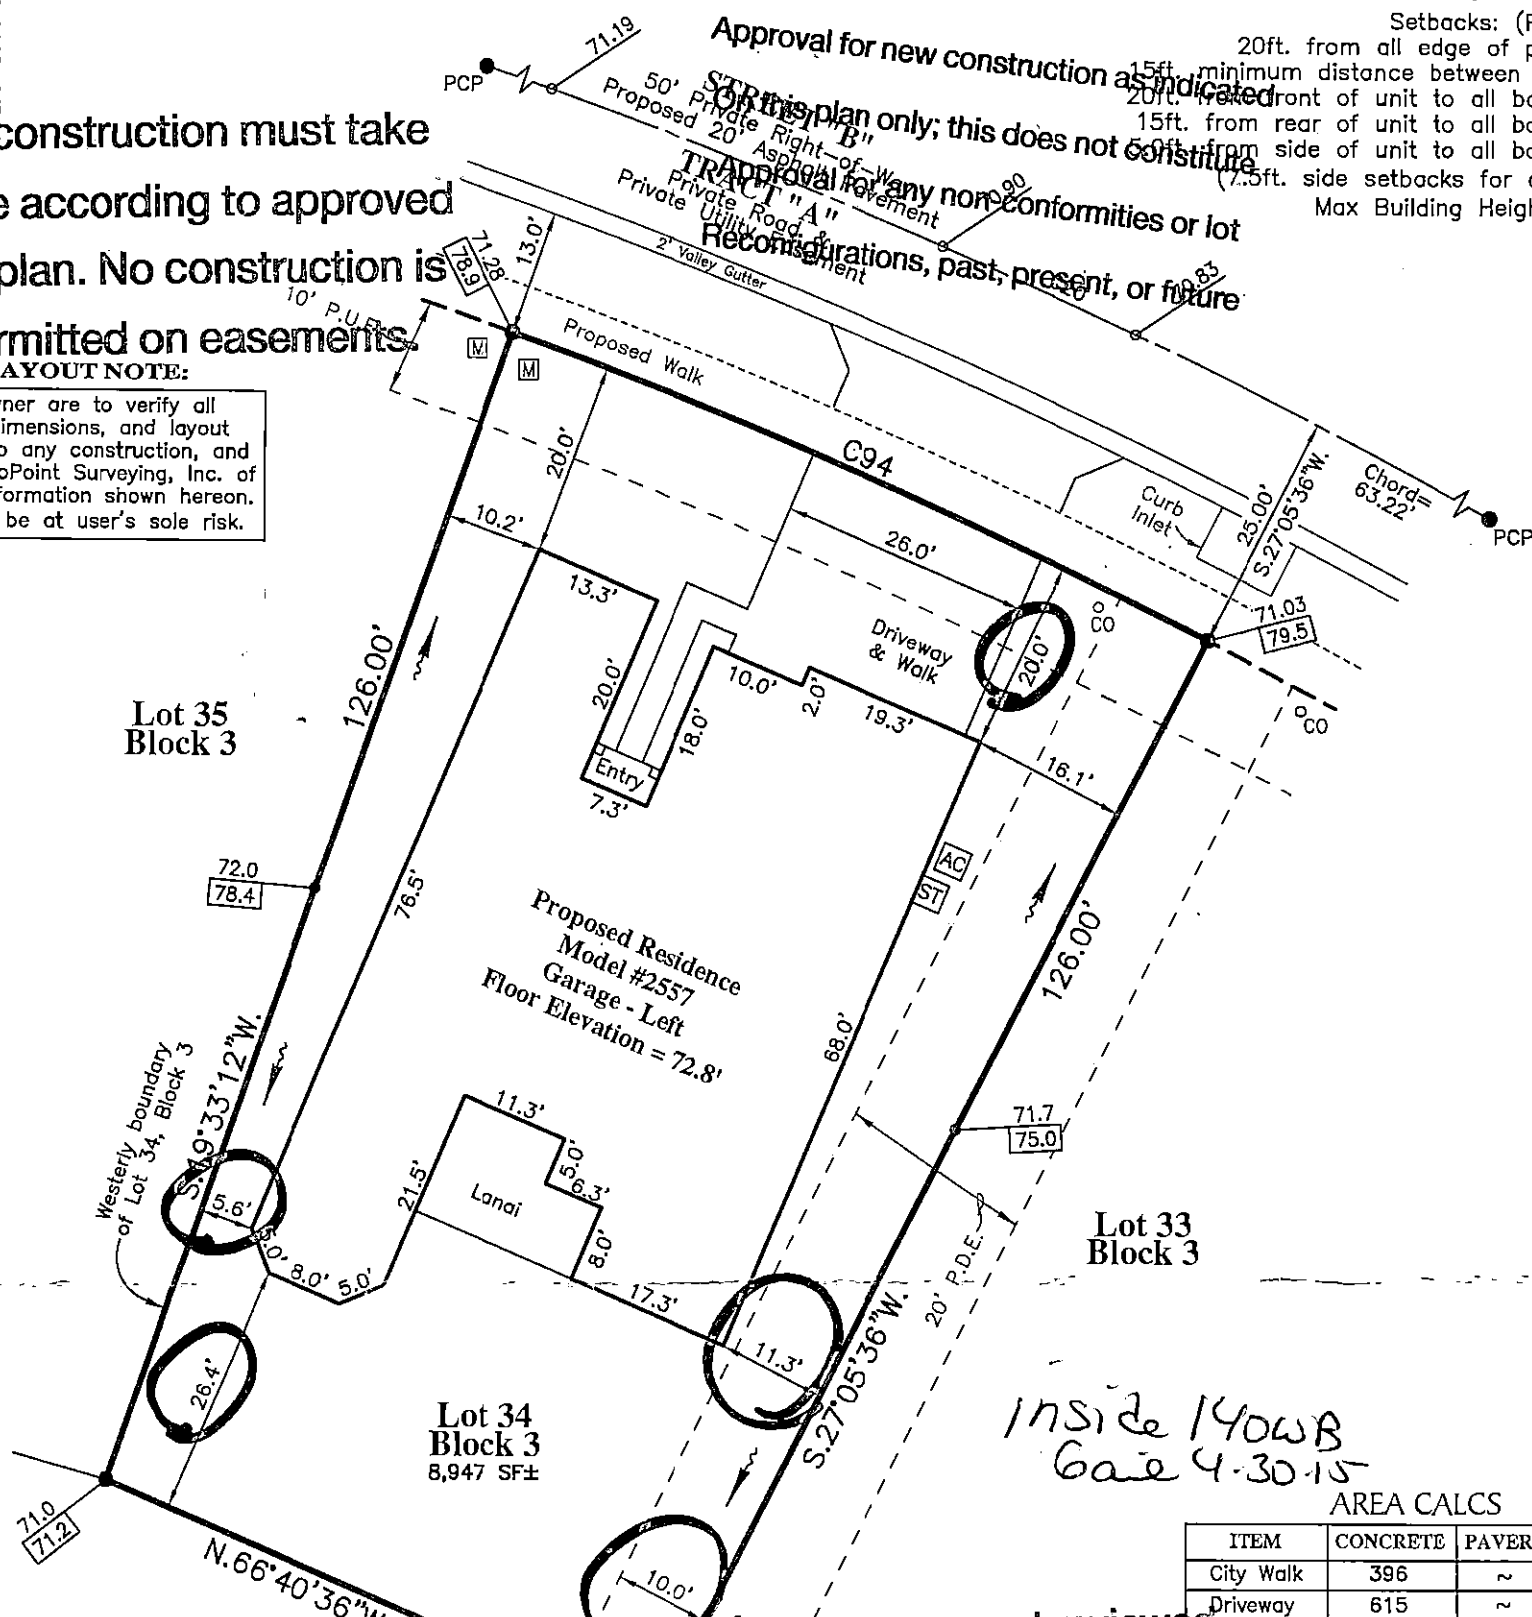 Setbacks:
20ft. from all edge of
15ft. minimum distance between
20ft. from front of unit to all
15ft. from rear of unit to all
5.0ft. from side of unit to all
(7.5ft. side setbacks for
Max Building
Approval for new construction as indicated
On this plan only; this does not constitute
Approval for any non-conformities or lot
Reconfigurations, past, present, or future
construction must take
according to approved
plan. No construction is
on easements.
AYOUT NOTE:
are to verify all
and layout
any construction, and
Surveying, Inc. of
shown hereon.
be at user's sole risk.
PCP
71.19
STREET "B"
50' Private Right-of-Way
Proposed 20' Asphalt Pavement
TRACT "A"
Private Road, &
Private Utility Easement
2' Valley Gutter
70.83
13.0'
71.28
78.9
10' P.U.E.
M
M
Proposed Walk
C94
20.0'
10.2'
13.3'
26.0'
Curb
Inlet
25.00'
S.27°05'36"W.
Chord=
63.22'
PCP
71.03
79.5
CO
CO
Driveway
& Walk
20.0'
20.0'
18.0'
10.0'
2.0'
19.3'
Entry
7.3'
16.1'
126.00'
Lot 35
Block 3
72.0
78.4
76.5'
AC
ST
Proposed Residence
Model #2557
Garage - Left
Floor Elevation = 72.8'
126.00'
68.0'
71.7
75.0
Westerly boundary
of Lot 34, Block 3
S.19°33'12"W.
11.3'
5.0'
6.3'
21.5'
Lanai
8.0'
5.6'
5.0'
8.0'
5.0'
17.3'
11.3'
20' P.D.E.
S.27°05'36"W.
Lot 33
Block 3
26.4'
Lot 34
Block 3
8,947 SF±
71.0
71.2
N.66°40'36"W
10.0'
inside 140WB
4.30.15
AREA CALCS
ITEM CONCRETE PAVER
City Walk 396 ~
Driveway 615 ~